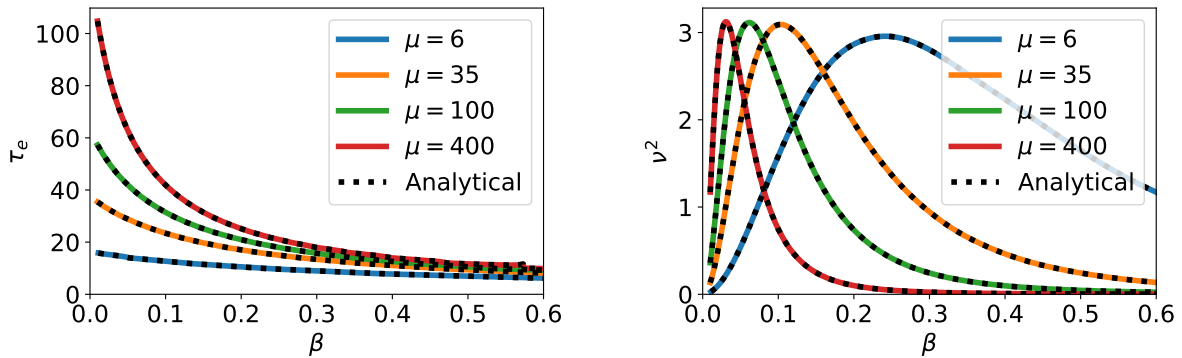 τₑ
100
80
60
40
20
0
0.0 0.1 0.2 0.3 0.4 0.5 0.6
β
μ = 6
μ = 35
μ = 100
μ = 400
Analytical
ν²
3
2
1
0
0.0 0.1 0.2 0.3 0.4 0.5 0.6
β
μ = 6
μ = 35
μ = 100
μ = 400
Analytical